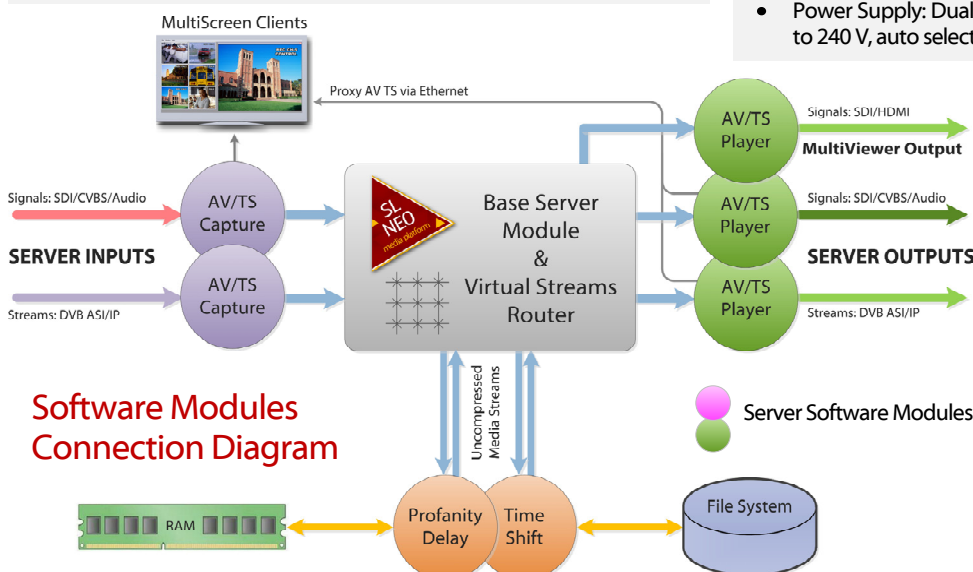 • Power Supply: Dual
to 240 V, auto select
MultiScreen Clients
Proxy AV TS via Ethernet
AV/TS
Player
Signals: SDI/HDMI
MultiViewer Output
Signals: SDI/CVBS/Audio
AV/TS
Capture
SL
NEO
media platform
Base Server
Module
&
Virtual Streams
Router
AV/TS
Player
Signals: SDI/CVBS/Audio
SERVER INPUTS
SERVER OUTPUTS
AV/TS
Capture
AV/TS
Player
Streams: DVB ASI/IP
Streams: DVB ASI/IP
Uncompressed
Media Streams
Software Modules
Connection Diagram
Server Software Modules
RAM
Profanity
Delay
Time
Shift
File System